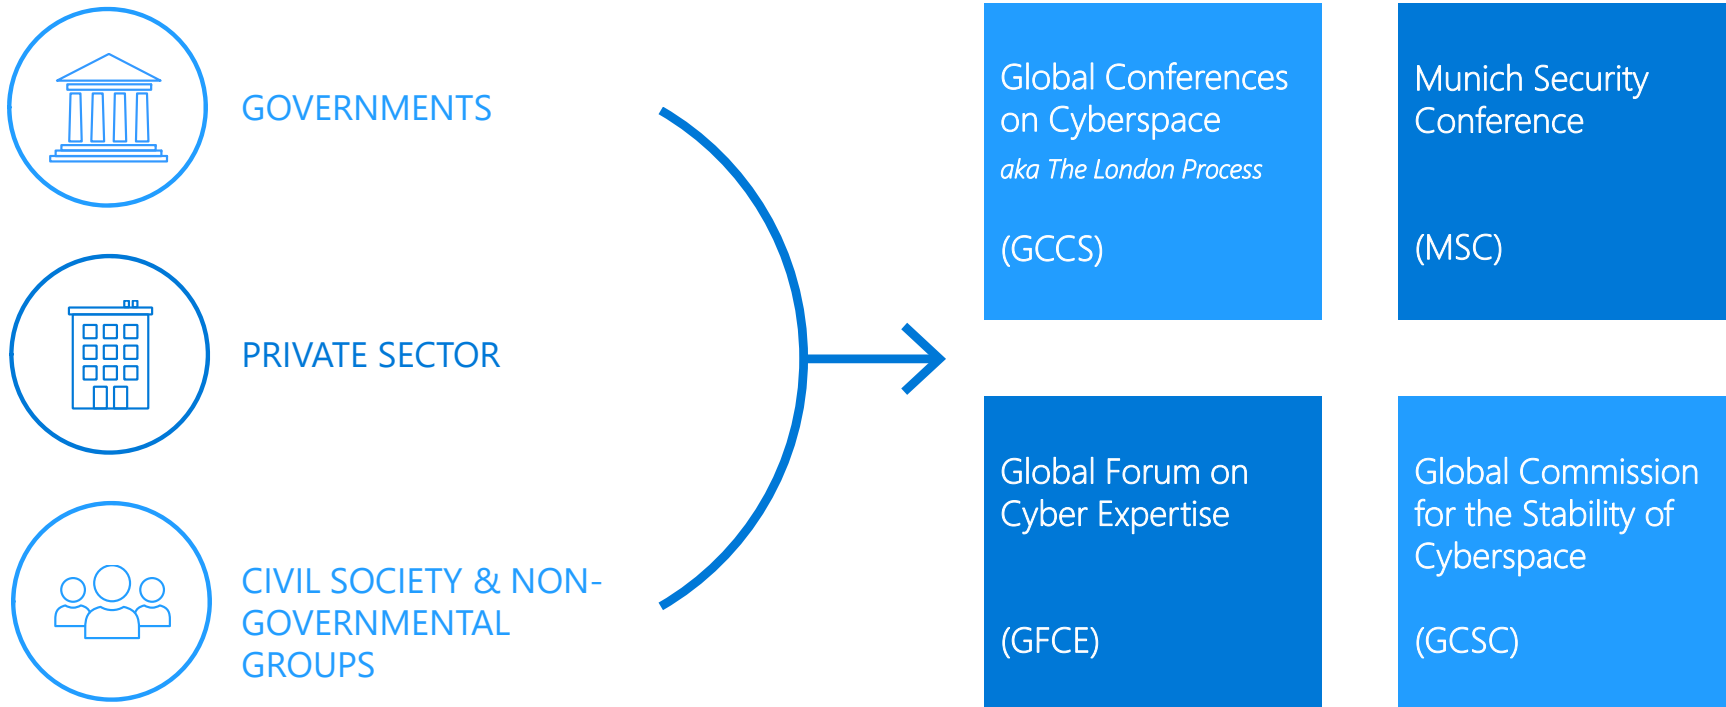 GOVERNMENTS
PRIVATE SECTOR
CIVIL SOCIETY & NON-
GOVERNMENTAL
GROUPS
Global Conferences
on Cyberspace
aka The London Process
(GCCS)
Munich Security
Conference
(MSC)
Global Forum on
Cyber Expertise
(GFCE)
Global Commission
for the Stability of
Cyberspace
(GCSC)